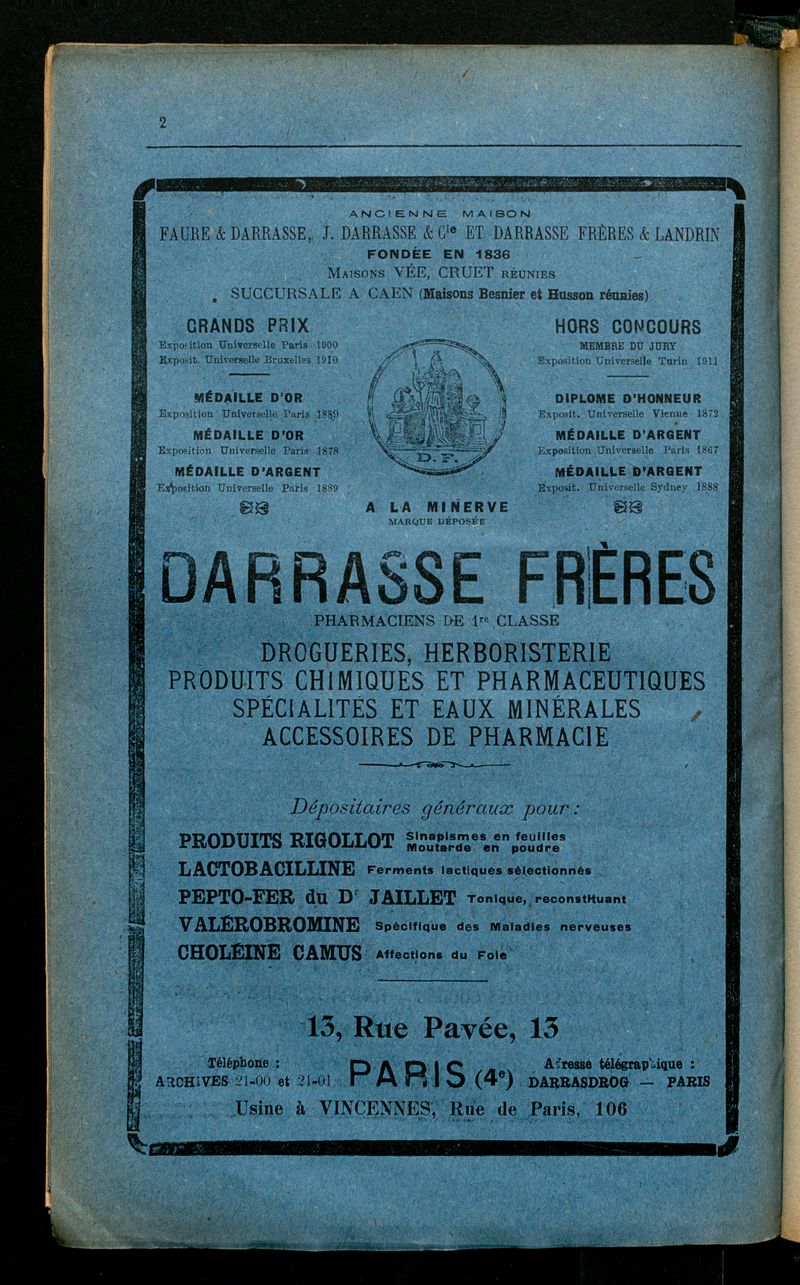 2
ANCIENNE MAISON
FAURE & DARRASSE, J. DARRASSE & Cie ET DARRASSE FRÈRES & LANDRIN
FONDÉE EN 1836
MAISONS VÉE, CRUET RÉUNIES
SUCCURSALE A CAEN (Maisons Besnier et Husson réunies)
GRANDS PRIX
Exposition Universelle Paris 1900
Exposit. Universelle Bruxelles 1910
MÉDAILLE D'OR
Exposition Universelle Paris 1889
MÉDAILLE D'OR
Exposition Universelle Paris 1878
MÉDAILLE D'ARGENT
Exposition Universelle Paris 1889
D. F.
A LA MINERVE
MARQUE DÉPOSÉE
HORS CONCOURS
MEMBRE DU JURY
Exposition Universelle Turin 1911
DIPLOME D'HONNEUR
Exposit. Universelle Vienne 1872
MÉDAILLE D'ARGENT
Exposition Universelle Paris 1867
MÉDAILLE D'ARGENT
Exposit. Universelle Sydney 1888
DARRASSE FRÈRES
PHARMACIENS DE 1re CLASSE
DROGUERIES, HERBORISTERIE
PRODUITS CHIMIQUES ET PHARMACEUTIQUES
SPÉCIALITÉS ET EAUX MINÉRALES
ACCESSOIRES DE PHARMACIE
Dépositaires généraux pour :
PRODUITS RIGOLLOT Sinapismes en feuilles
Moutarde en poudre
LACTOBACILLINE Ferments lactiques sélectionnés
PEPTO-FER du Dr JAILLET Tonique, reconstituant
VALÉROBROMINE Spécifique des Maladies nerveuses
CHOLÉINE CAMUS Affections du Foie
13, Rue Pavée, 13
Téléphone :
ARCHIVES 21-00 et 21-01
PARIS (4e)
Adresse télégraphique :
DARRASDROG — PARIS
Usine à VINCENNES, Rue de Paris, 106